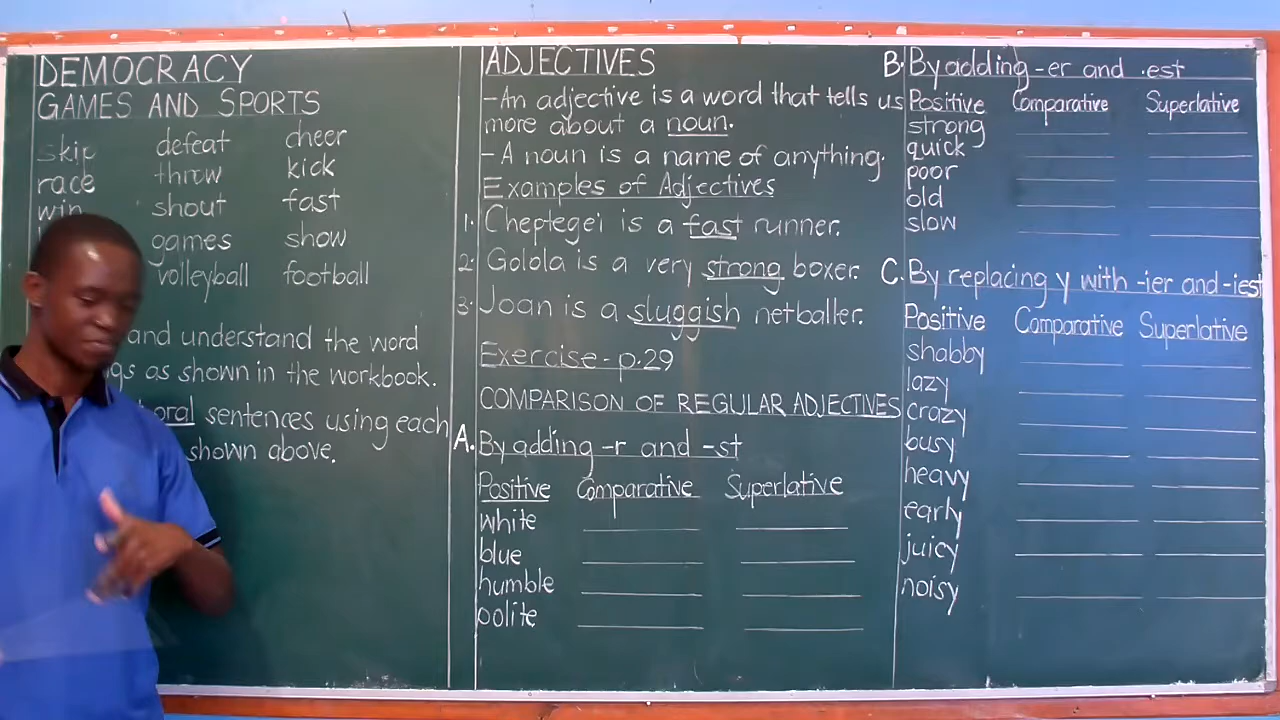 DEMOCRACY
GAMES AND SPORTS
skip defeat cheer
race throw kick
win shout fast
games show
volleyball football
and understand the word
gs as shown in the workbook.
oral sentences using each
shown above.
ADJECTIVES
-An adjective is a word that tells us
more about a noun.
-A noun is a name of anything.
Examples of Adjectives
1. Cheptegei is a fast runner.
2. Golola is a very strong boxer.
3. Joan is a sluggish netballer.
Exercise - p.29
COMPARISON OF REGULAR ADJECTIVES
A. By adding -r and -st
Positive Comparative Superlative
white
blue
humble
polite
B. By adding -er and -est
Positive Comparative Superlative
strong
quick
poor
old
slow
C. By replacing y with -ier and -iest
Positive Comparative Superlative
shabby
lazy
crazy
busy
heavy
early
juicy
noisy